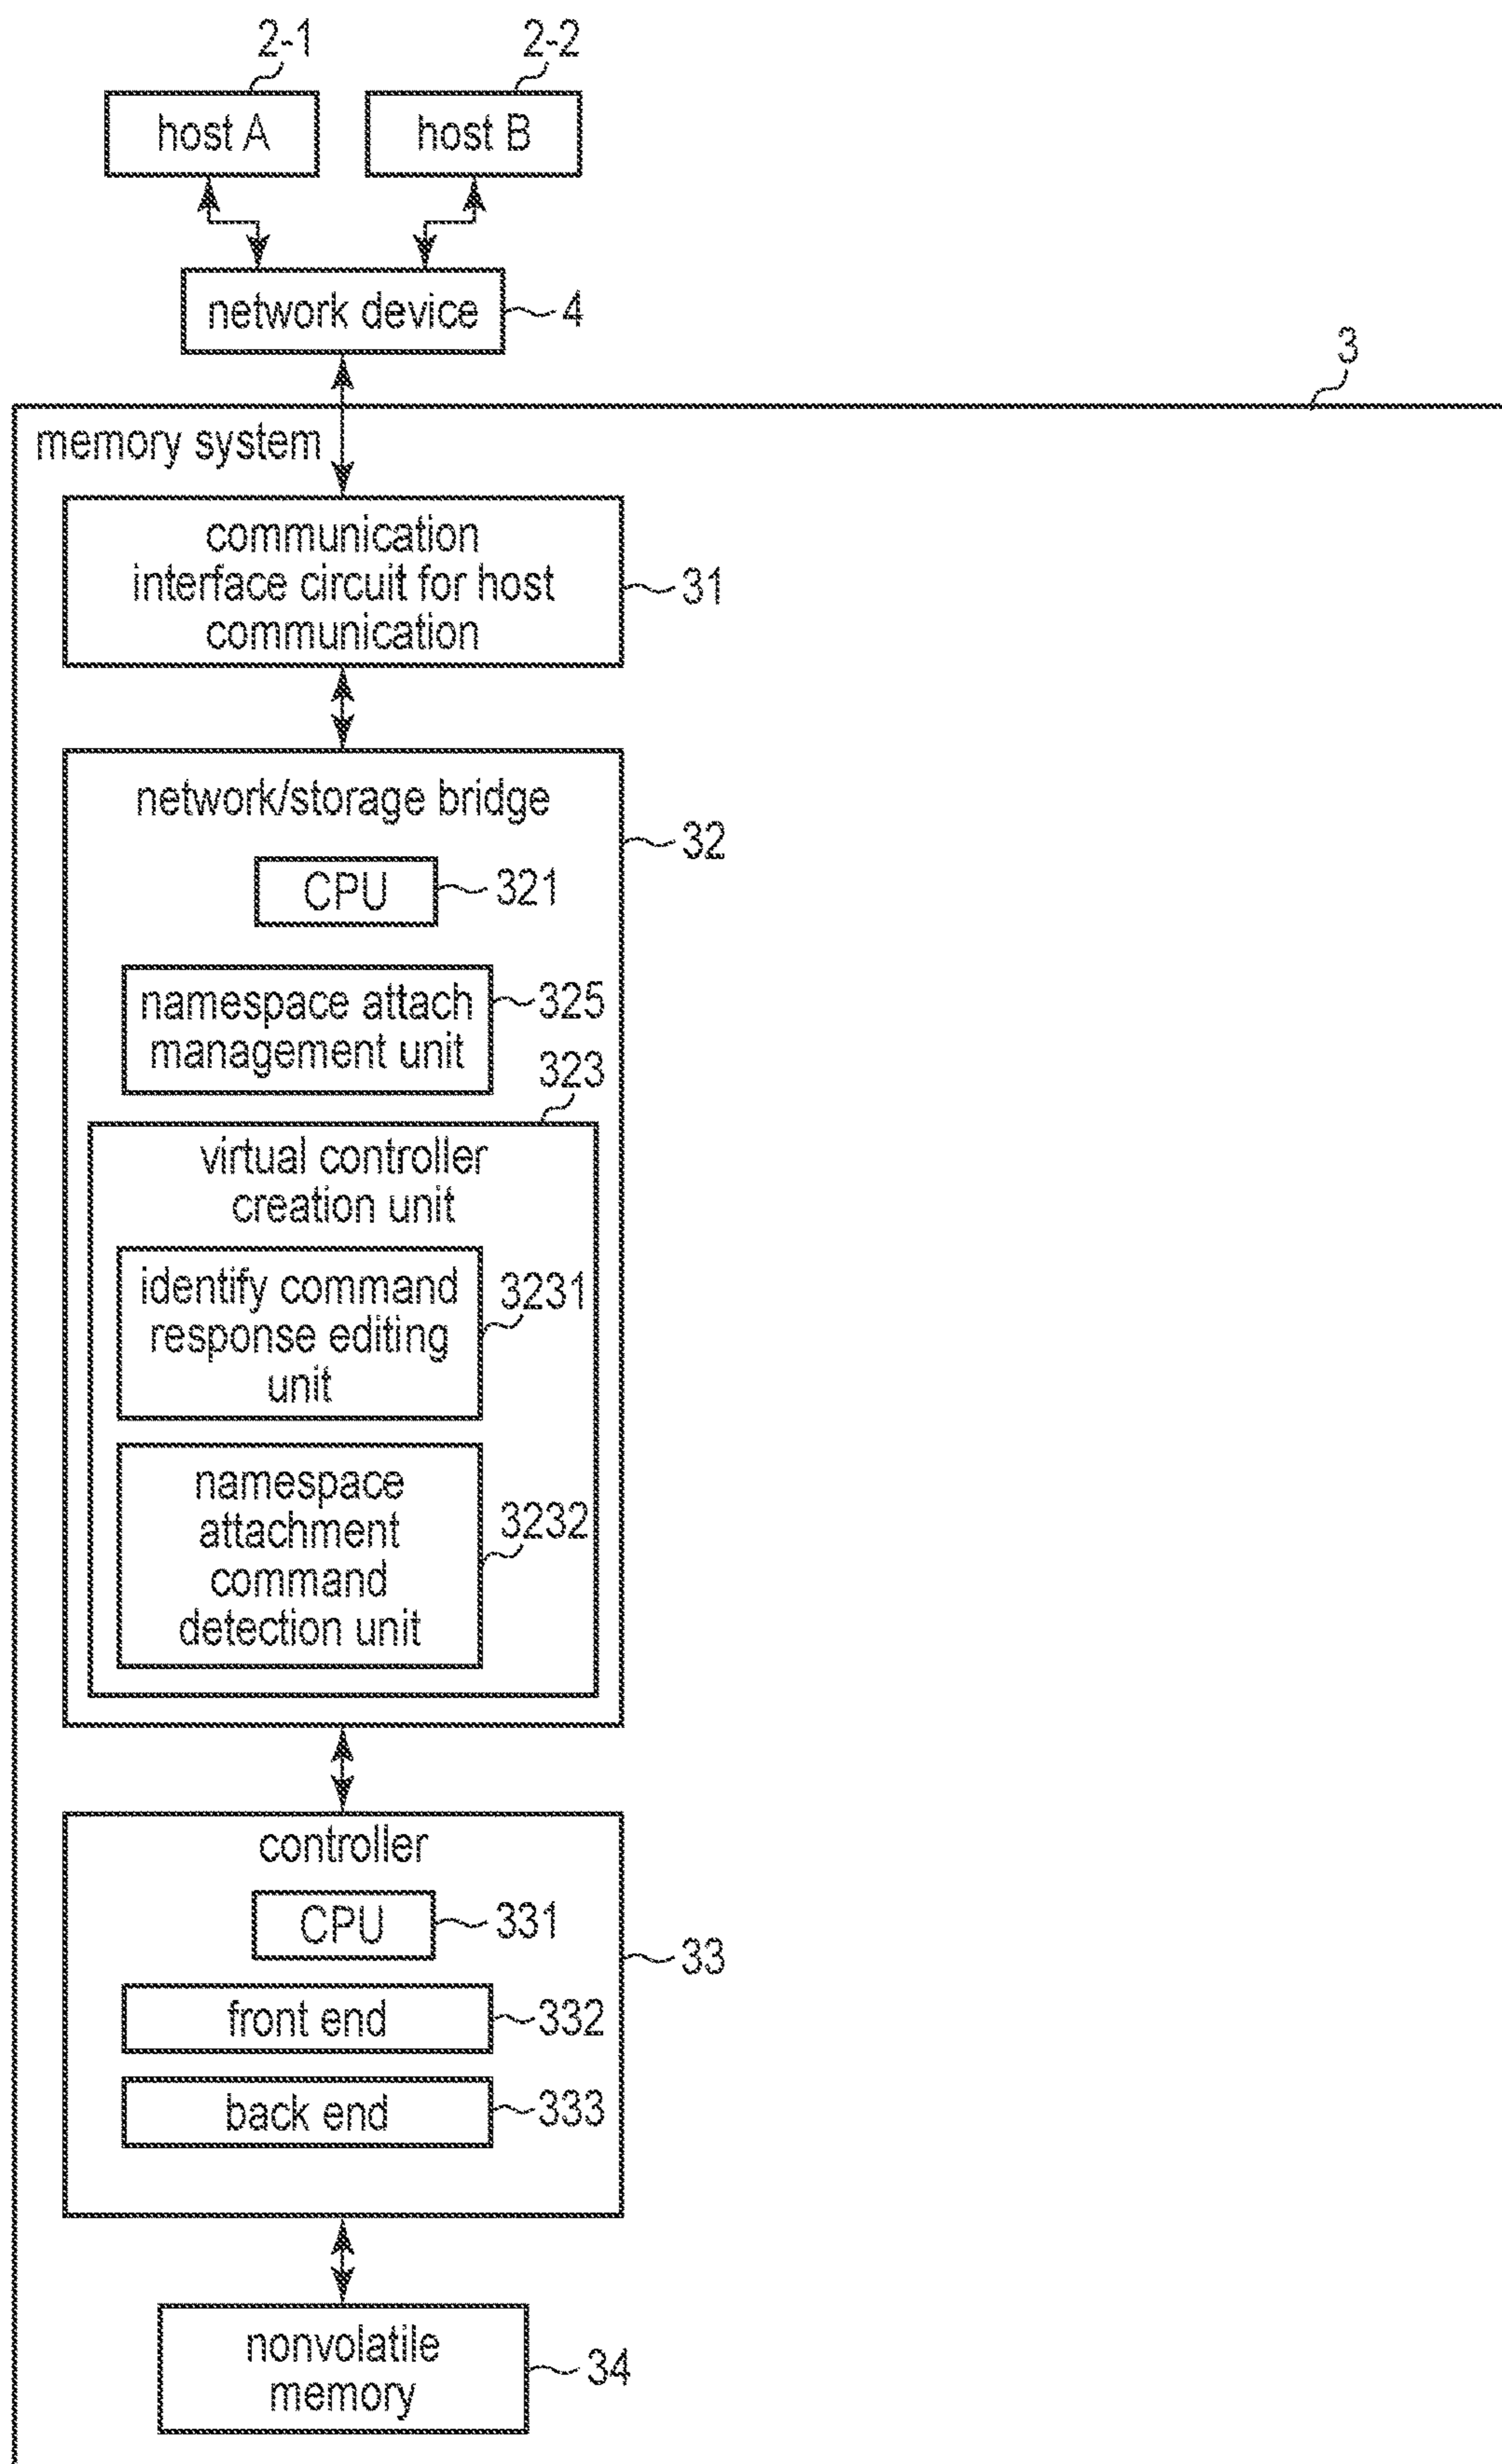 2-1
2-2
host A
host B
network device
4
3
memory system
communication
interface circuit for host
communication
31
network/storage bridge
32
CPU
321
namespace attach
management unit
325
323
virtual controller
creation unit
identify command
response editing
unit
3231
namespace
attachment
command
detection unit
3232
controller
CPU
331
33
front end
332
back end
333
nonvolatile
memory
34